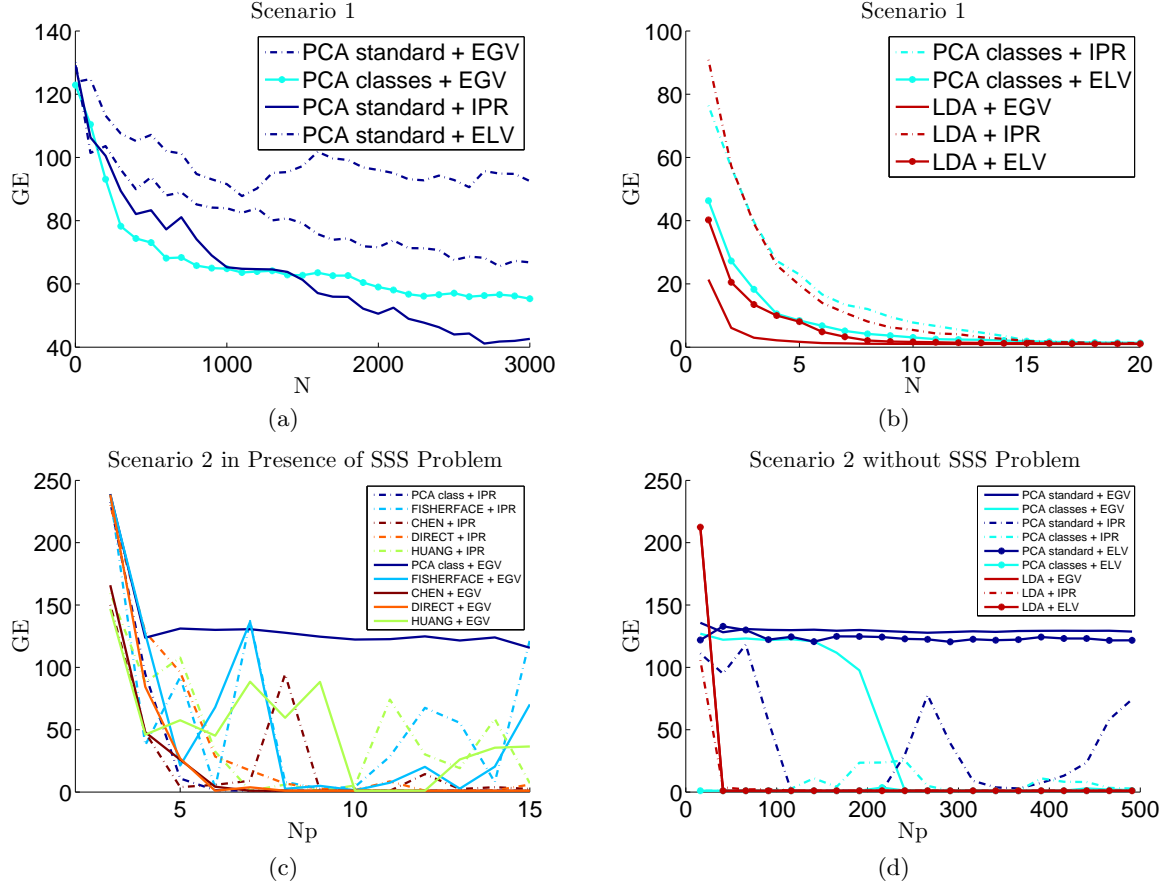 Scenario 1
140
120
100
80
60
40
GE
0
1000
2000
3000
N
PCA standard + EGV
PCA classes + EGV
PCA standard + IPR
PCA standard + ELV
(a)
Scenario 1
100
80
60
40
20
0
GE
0
5
10
15
20
N
PCA classes + IPR
PCA classes + ELV
LDA + EGV
LDA + IPR
LDA + ELV
(b)
Scenario 2 in Presence of SSS Problem
250
200
150
100
50
0
GE
5
10
15
Np
PCA class + IPR
FISHERFACE + IPR
CHEN + IPR
DIRECT + IPR
HUANG + IPR
PCA class + EGV
FISHERFACE + EGV
CHEN + EGV
DIRECT + EGV
HUANG + EGV
(c)
Scenario 2 without SSS Problem
250
200
150
100
50
0
GE
0
100
200
300
400
500
Np
PCA standard + EGV
PCA classes + EGV
PCA standard + IPR
PCA classes + IPR
PCA standard + ELV
PCA classes + ELV
LDA + EGV
LDA + IPR
LDA + ELV
(d)